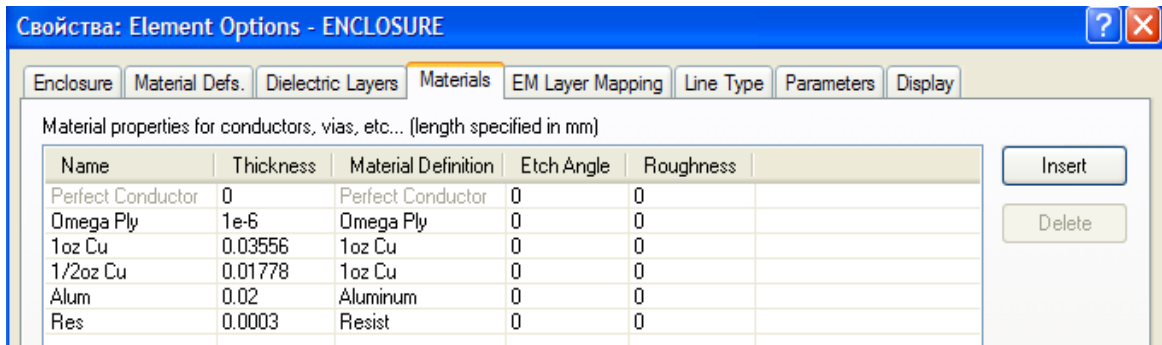 Свойства: Element Options - ENCLOSURE
Enclosure Material Defs. Dielectric Layers Materials EM Layer Mapping Line Type Parameters Display
Material properties for conductors, vias, etc... (length specified in mm)
Name Thickness Material Definition Etch Angle Roughness Insert
Perfect Conductor 0 Perfect Conductor 0 0
Omega Ply 1e-6 Omega Ply 0 0 Delete
1oz Cu 0.03556 1oz Cu 0 0
1/2oz Cu 0.01778 1oz Cu 0 0
Alum 0.02 Aluminum 0 0
Res 0.0003 Resist 0 0